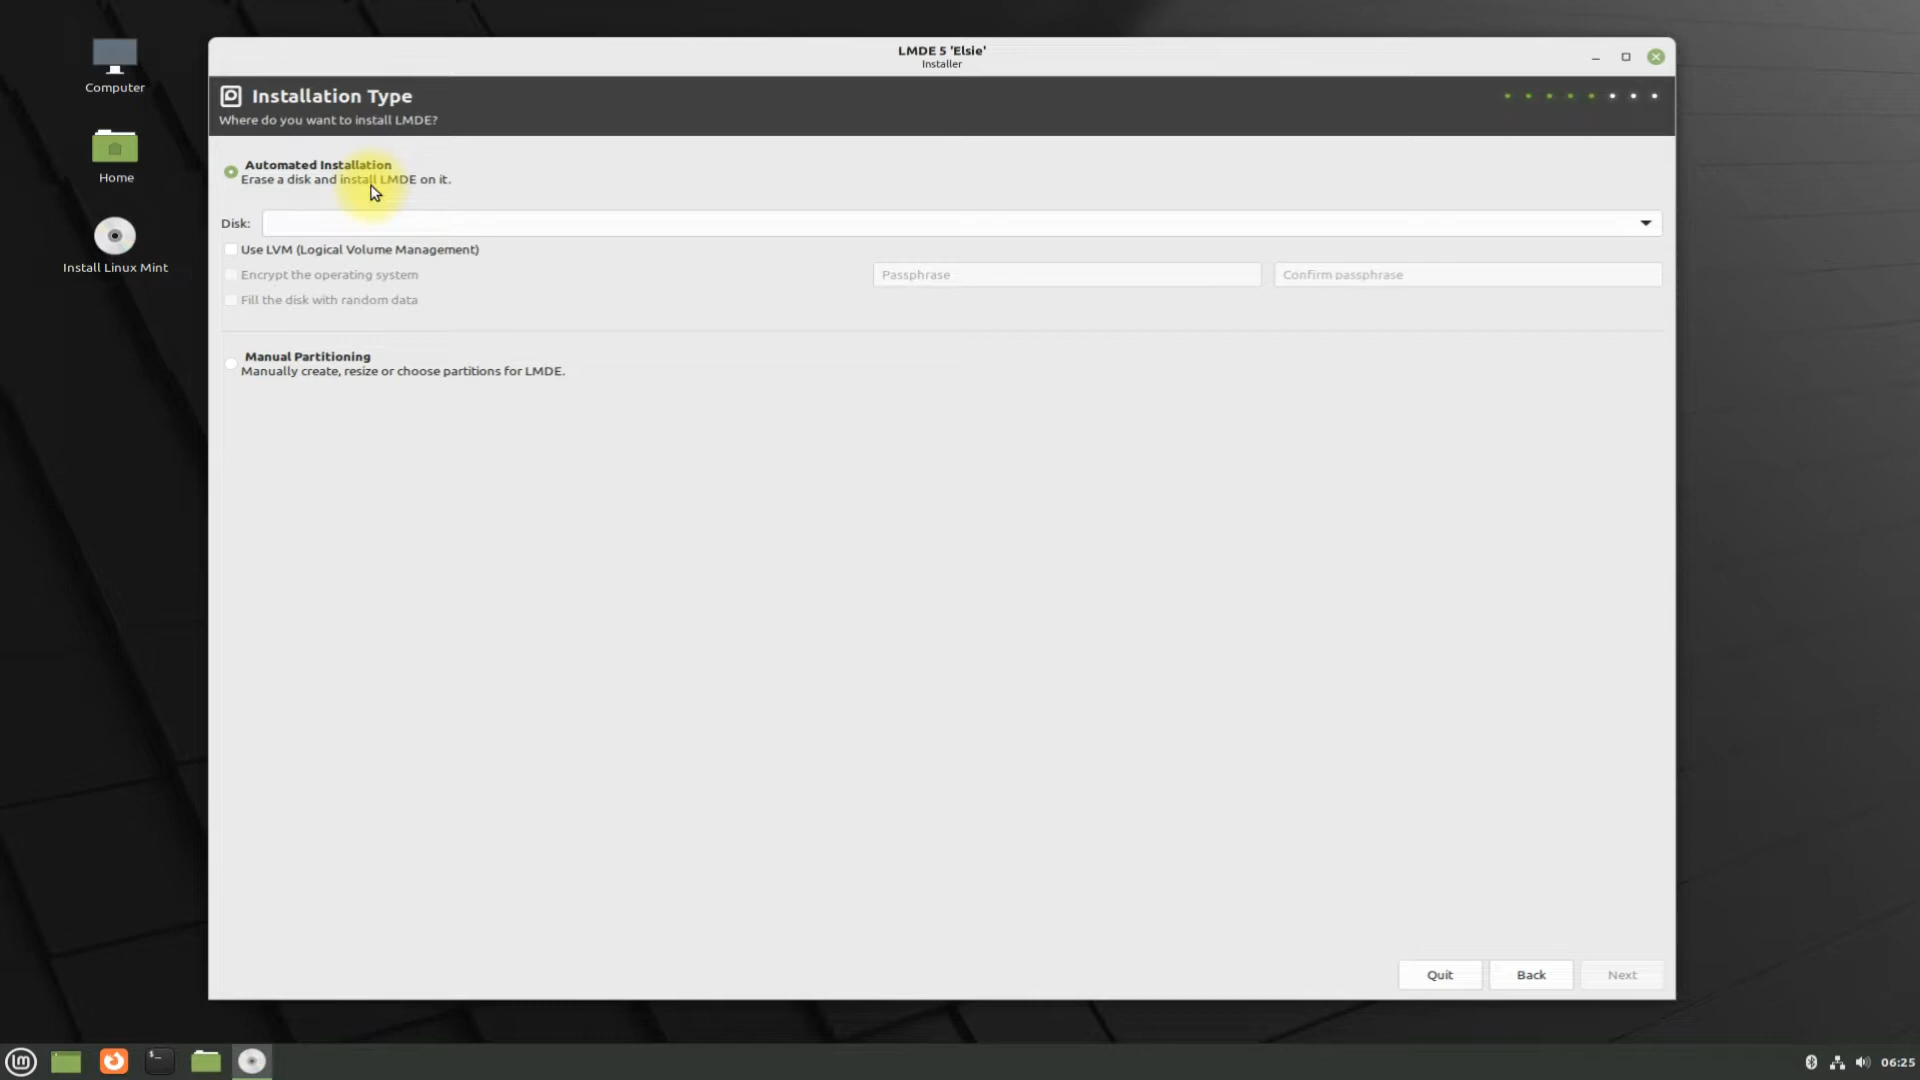 Computer
Home
Install Linux Mint
LMDE 5 'Elsie'
Installer
Installation Type
Where do you want to install LMDE?
Automated Installation
Erase a disk and install LMDE on it.
Disk:
Use LVM (Logical Volume Management)
Encrypt the operating system
Passphrase
Confirm passphrase
Fill the disk with random data
Manual Partitioning
Manually create, resize or choose partitions for LMDE.
Quit
Back
Next
06:25